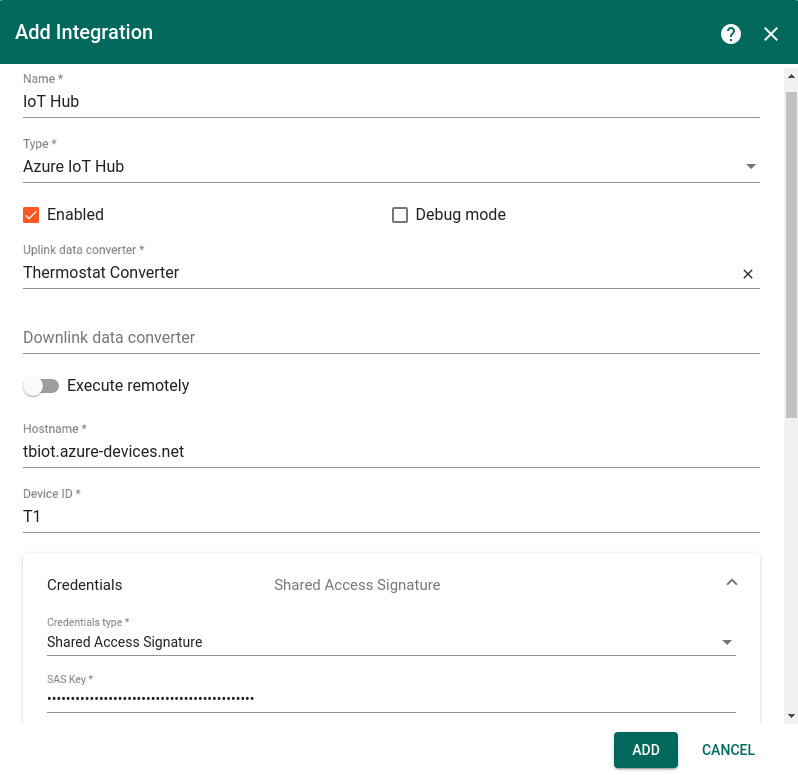 Add Integration
Name *
IoT Hub
Type *
Azure IoT Hub
Enabled Debug mode
Uplink data converter *
Thermostat Converter
Downlink data converter
Execute remotely
Hostname *
tbiot.azure-devices.net
Device ID *
T1
Credentials Shared Access Signature
Credentials type *
Shared Access Signature
SAS Key *
ADD CANCEL